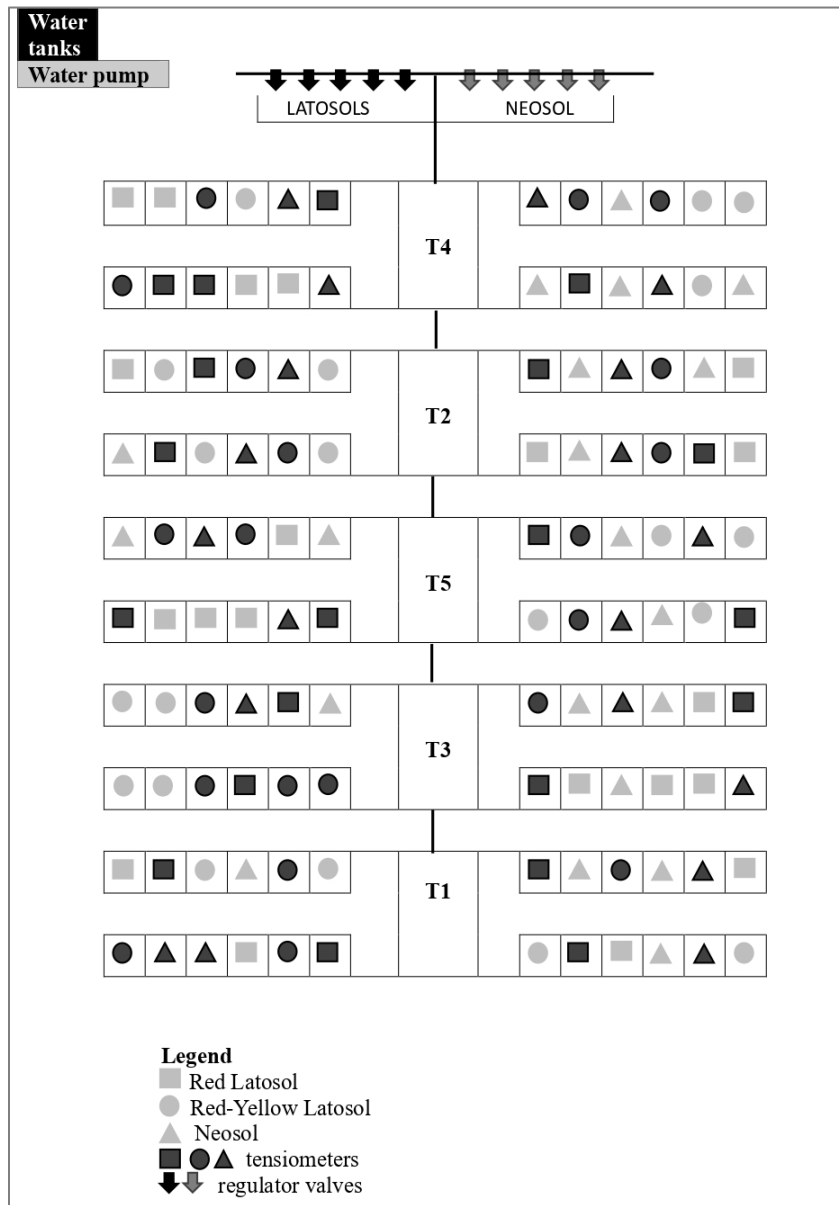 Water
tanks
Water pump
LATOSOLS NEOSOL
T4
T2
T5
T3
T1
Legend
Red Latosol
Red-Yellow Latosol
Neosol
tensiometers
regulator valves